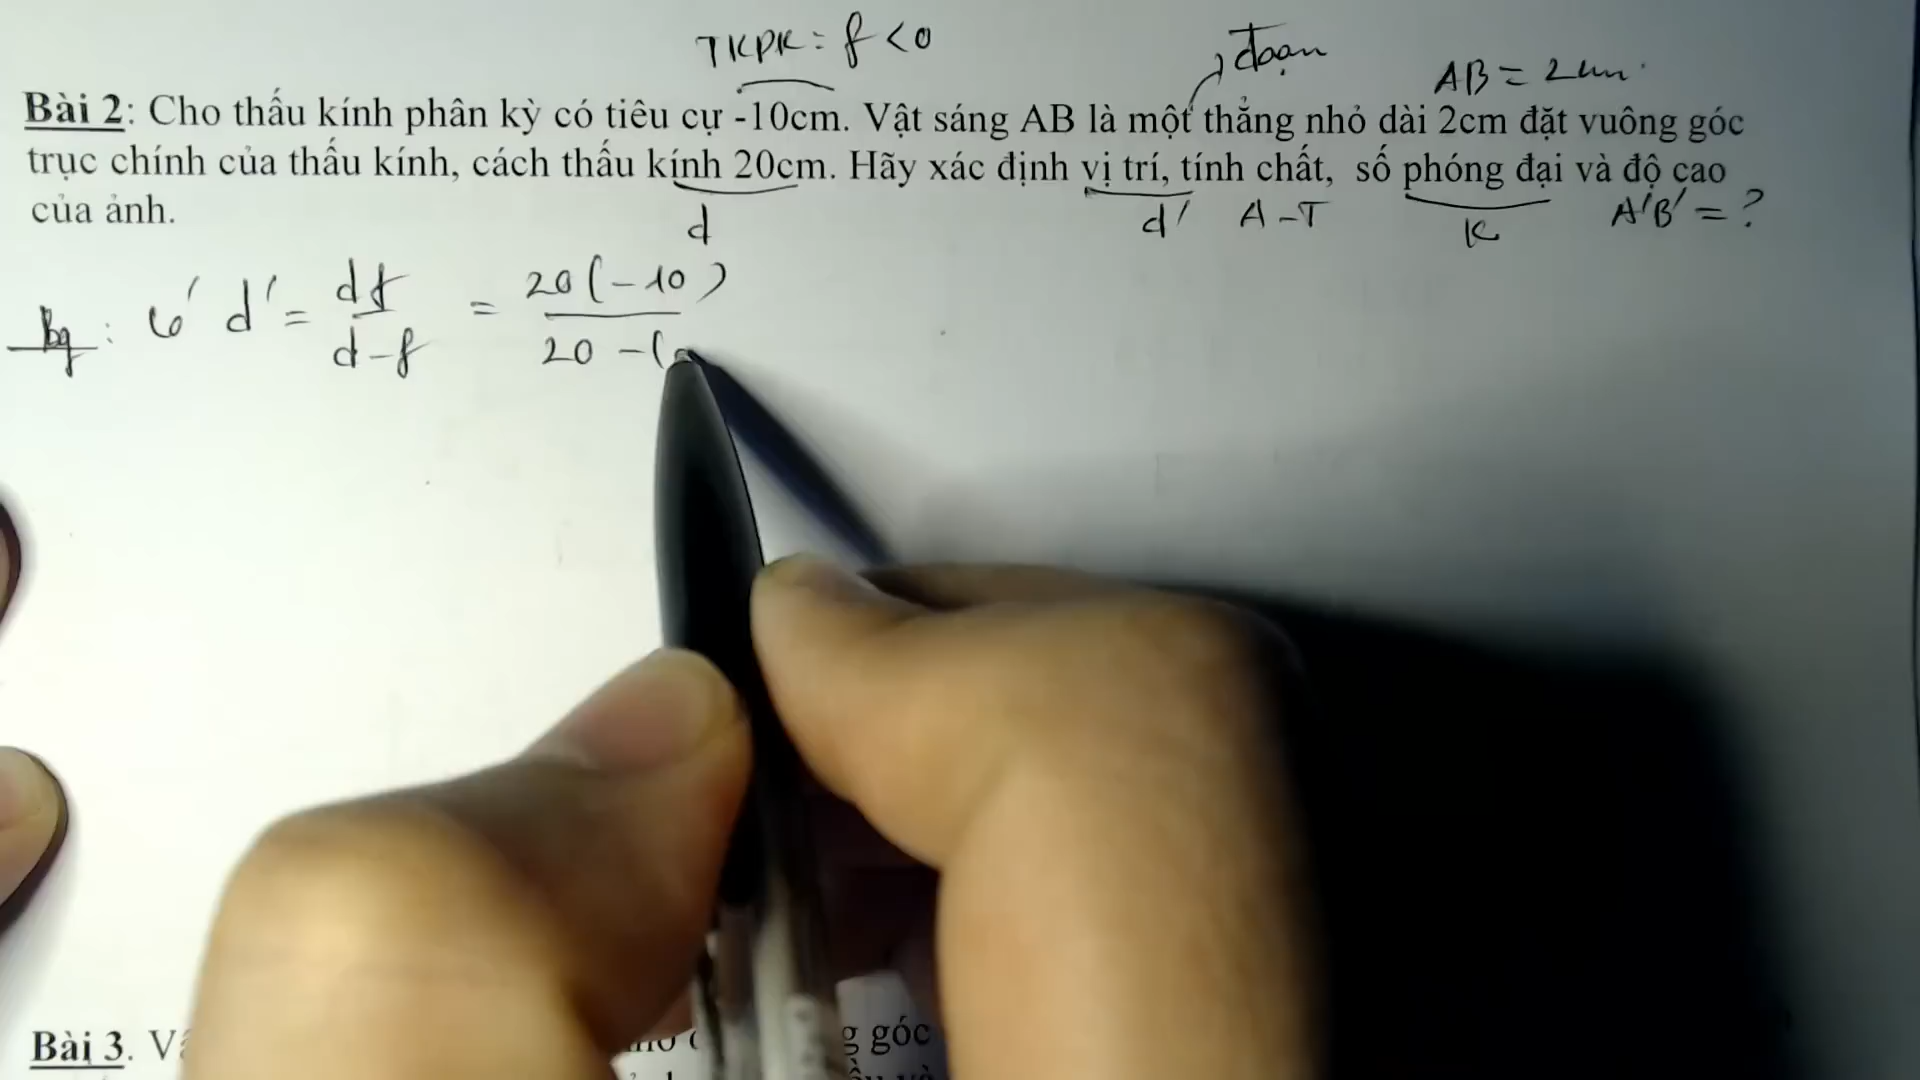 TKPK: f < 0
đoạn
AB = 2cm
Bài 2: Cho thấu kính phân kỳ có tiêu cự -10cm. Vật sáng AB là một thẳng nhỏ dài 2cm đặt vuông góc
trục chính của thấu kính, cách thấu kính 20cm. Hãy xác định vị trí, tính chất, số phóng đại và độ cao
của ảnh.
d d' A-T K A'B' = ?
Bg: có d' = df / d-f = 20(-10) / 20-(
Bài 3. g góc